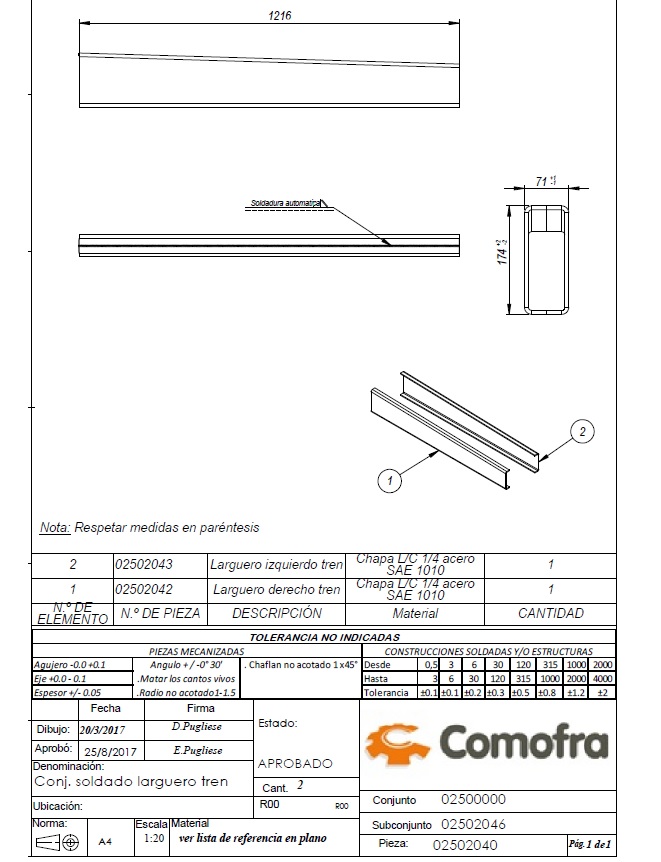 1216
Soldadura automatica
71 +1 -1
174 +2 -2
2
1
Nota: Respetar medidas en paréntesis
2 02502043 Larguero izquierdo tren Chapa L/C 1/4 acero SAE 1010 1
1 02502042 Larguero derecho tren Chapa L/C 1/4 acero SAE 1010 1
N.º DE ELEMENTO N.º DE PIEZA DESCRIPCIÓN Material CANTIDAD
TOLERANCIA NO INDICADAS
PIEZAS MECANIZADAS CONSTRUCCIONES SOLDADAS Y/O ESTRUCTURAS
Agujero -0.0 +0.1 Angulo + / -0° 30' . Chaflan no acotado 1 x45° Desde 0,5 3 6 30 120 315 1000 2000
Eje +0.0 - 0.1 .Matar los cantos vivos Hasta 3 6 30 120 315 1000 2000 4000
Espesor +/- 0.05 .Radio no acotado1-1.5 Tolerancia ±0.1 ±0.1 ±0.2 ±0.3 ±0.5 ±0.8 ±1.2 ±2
Fecha Firma
Dibujo: 20/3/2017 D.Pugliese
Aprobó: 25/8/2017 E.Pugliese
Estado:
APROBADO
Comofra
Denominación:
Conj. soldado larguero tren
Cant. 2
Ubicación:
R00 R00
Conjunto 02500000
Norma: A4
Escala 1:20
Material
ver lista de referencia en plano
Subconjunto 02502046
Pieza: 02502040
Pág. 1 de 1